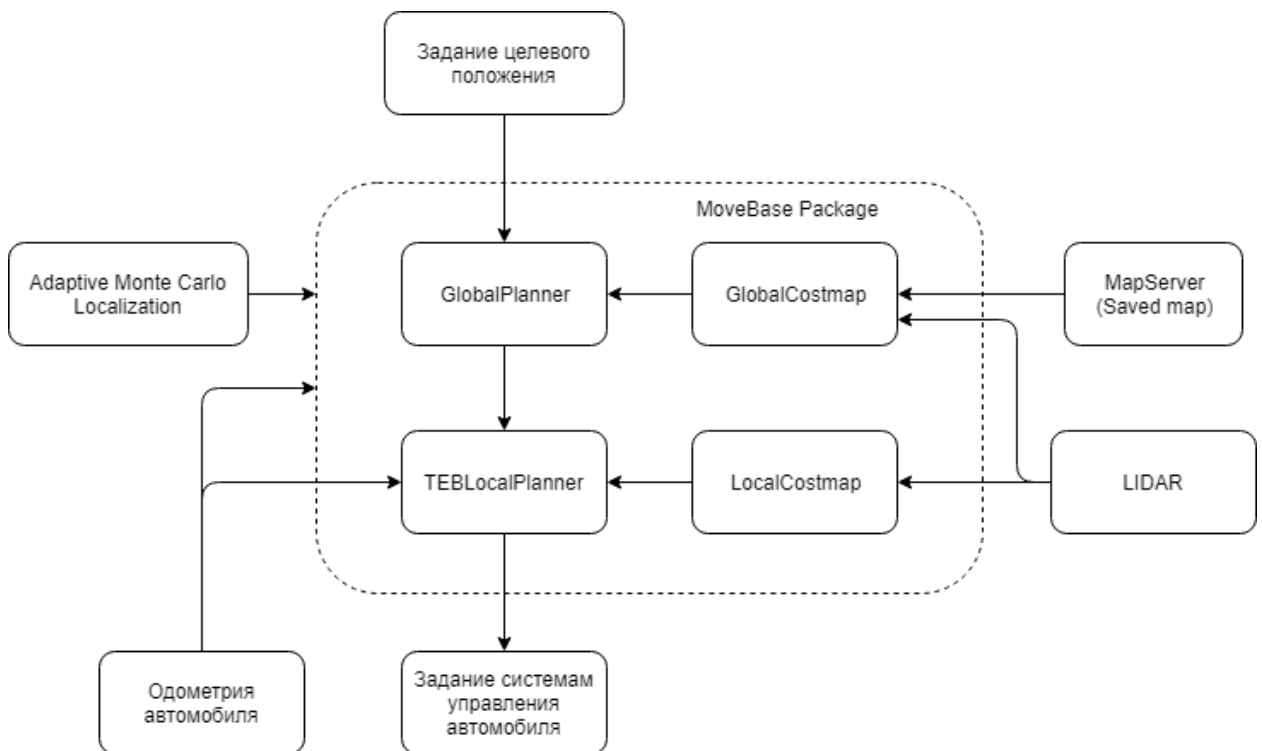 Задание целевого
положения
MoveBase Package
Adaptive Monte Carlo
Localization
GlobalPlanner
GlobalCostmap
MapServer
(Saved map)
TEBLocalPlanner
LocalCostmap
LIDAR
Одометрия
автомобиля
Задание системам
управления
автомобиля